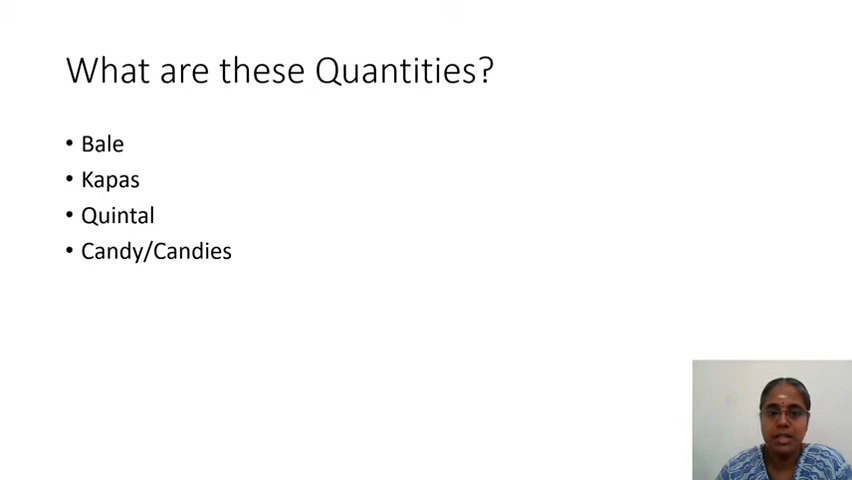 What are these Quantities?
• Bale
• Kapas
• Quintal
• Candy/Candies